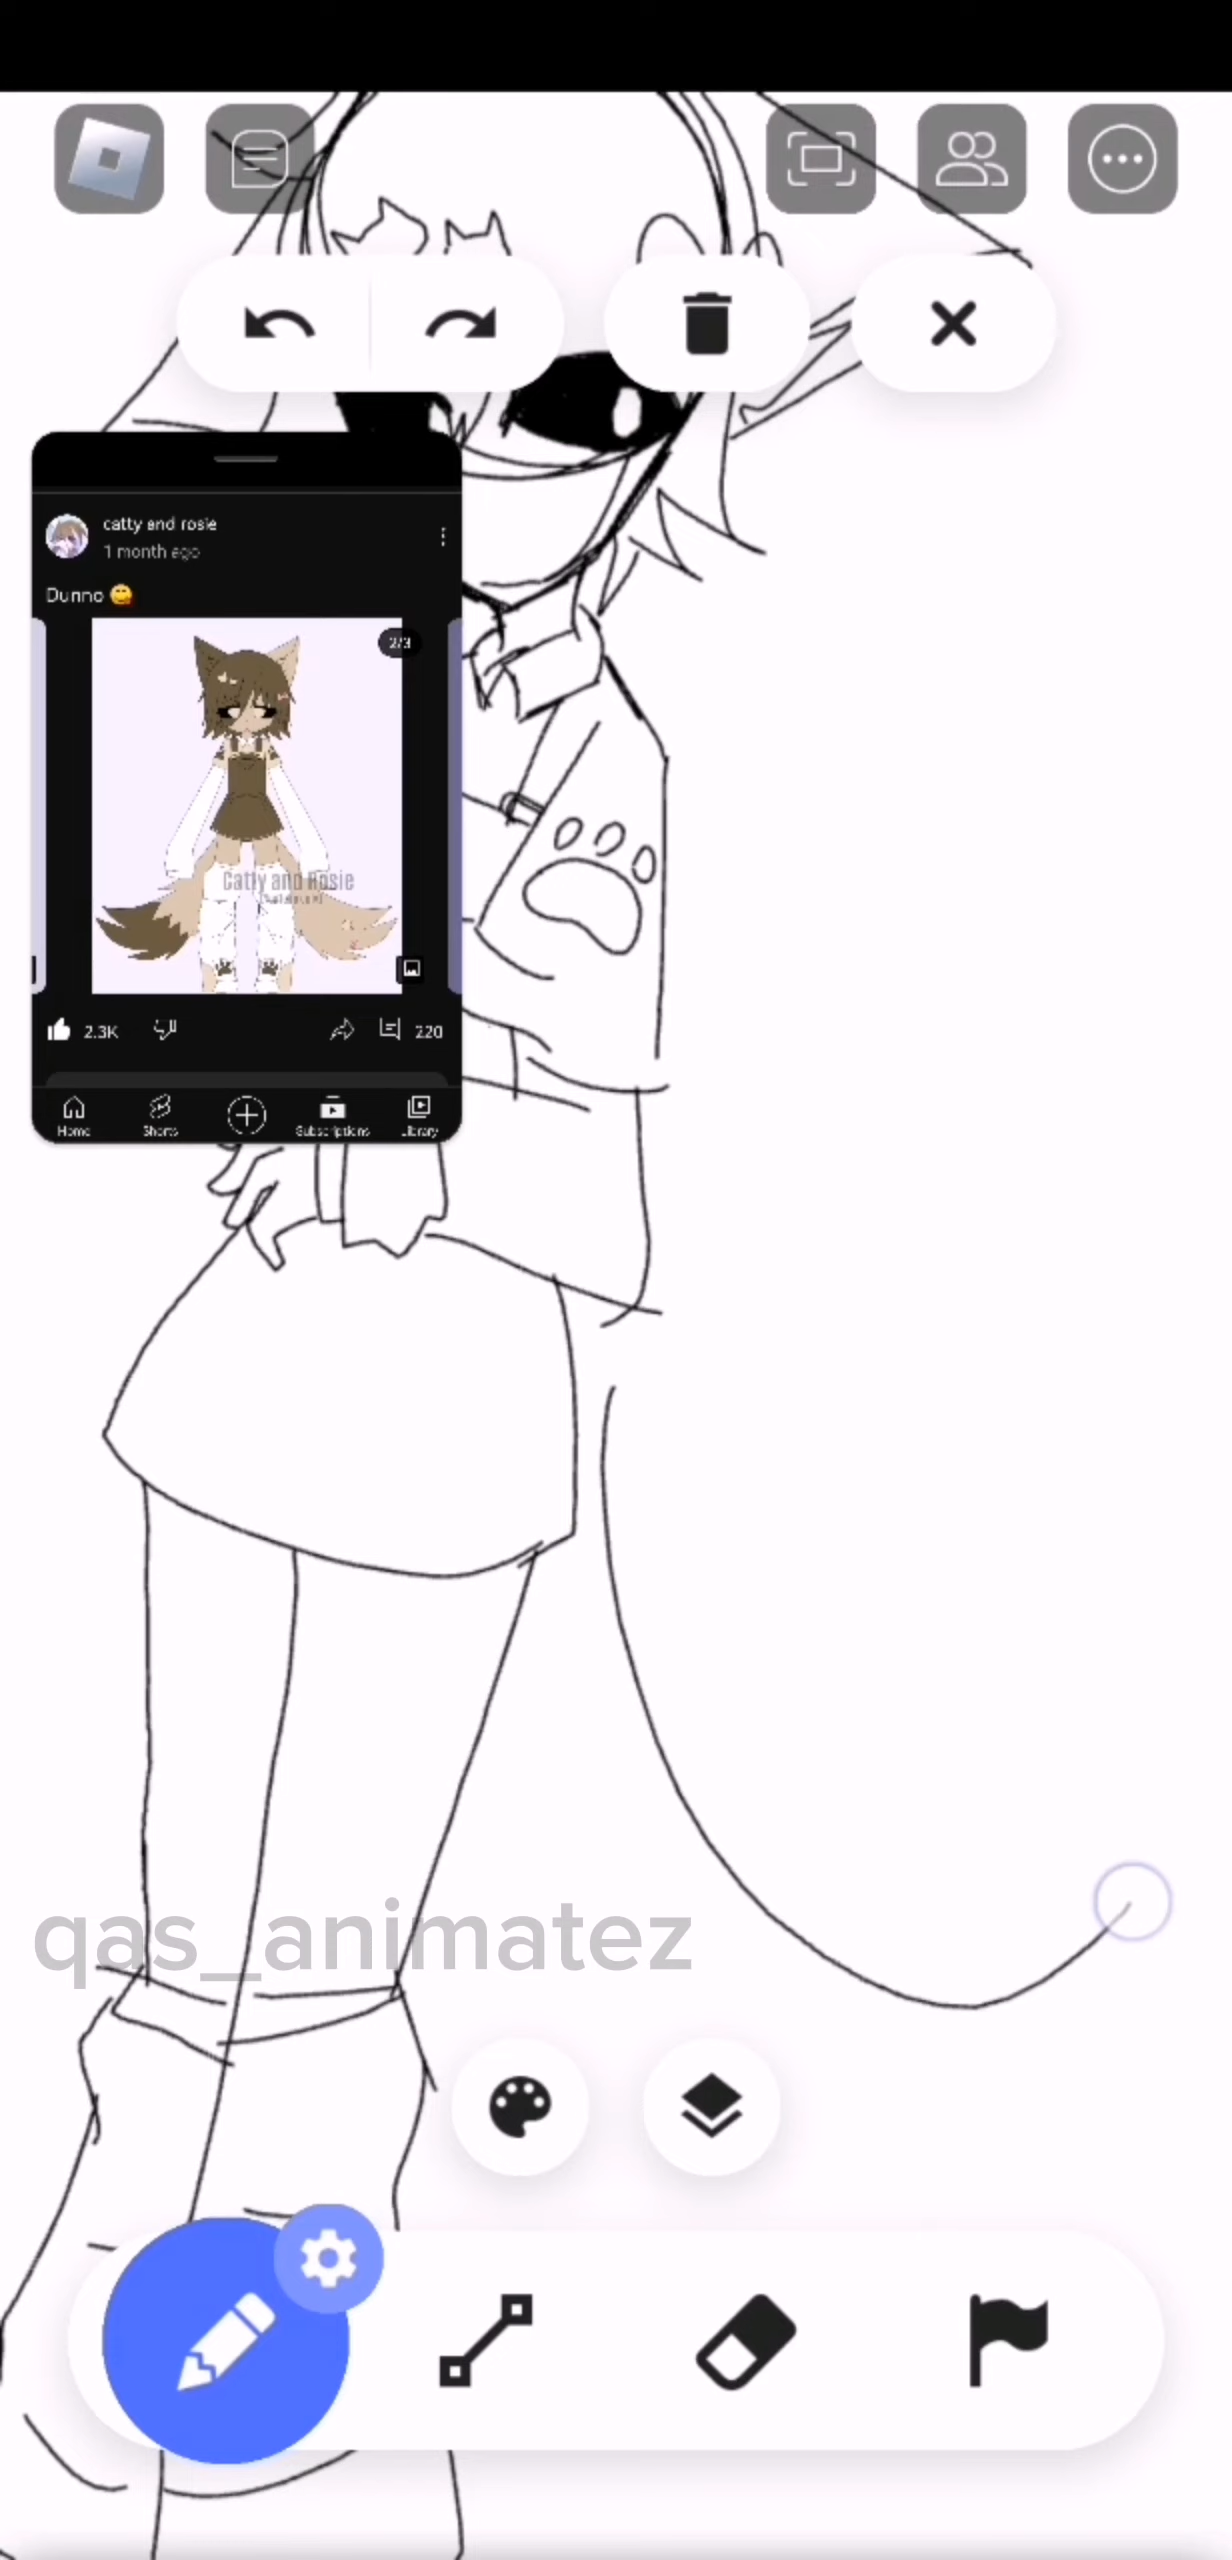 catty and rosie
1 month ago
Dunno
2/3
Catty and Rosie
2.3K
220
Home
Shorts
Subscriptions
Library
qas_animatez